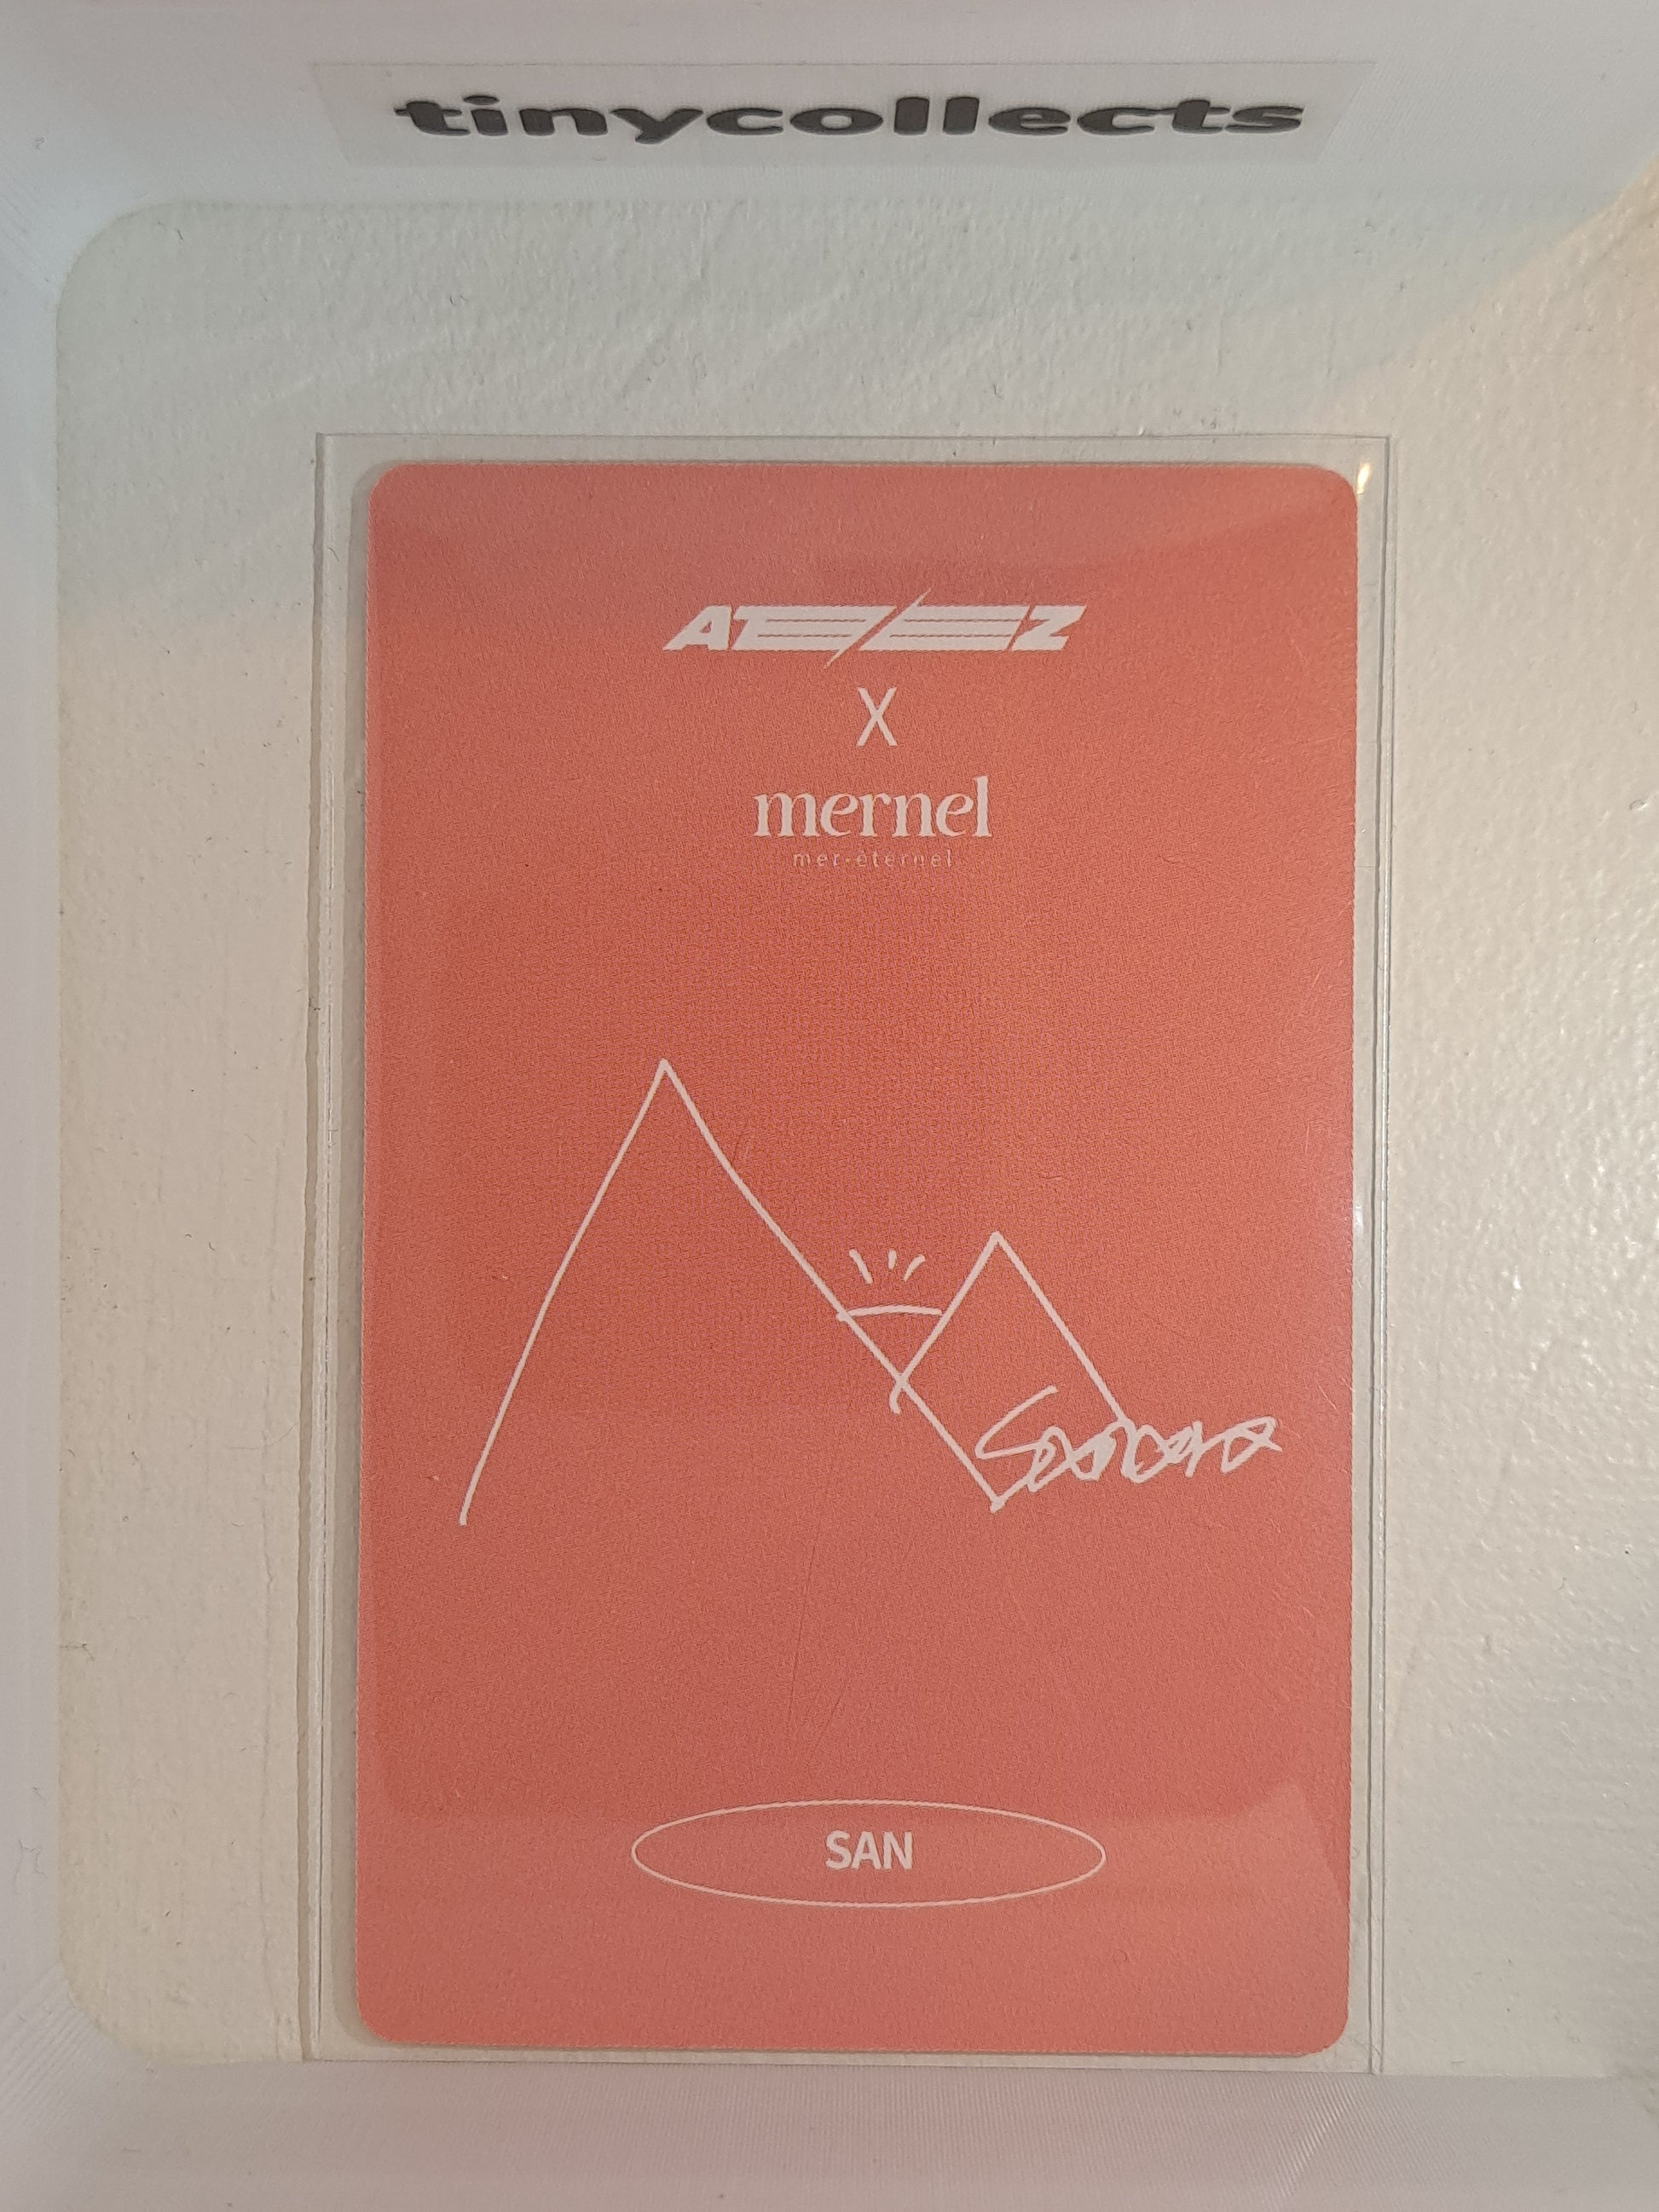 tinycollects
ATEEZ
X
mernel
mer-éternel
SAN